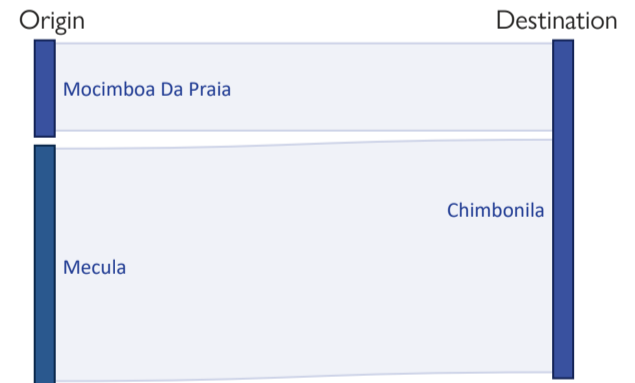 Origin
Destination
Mocimboa Da Praia
Chimbonila
Mecula